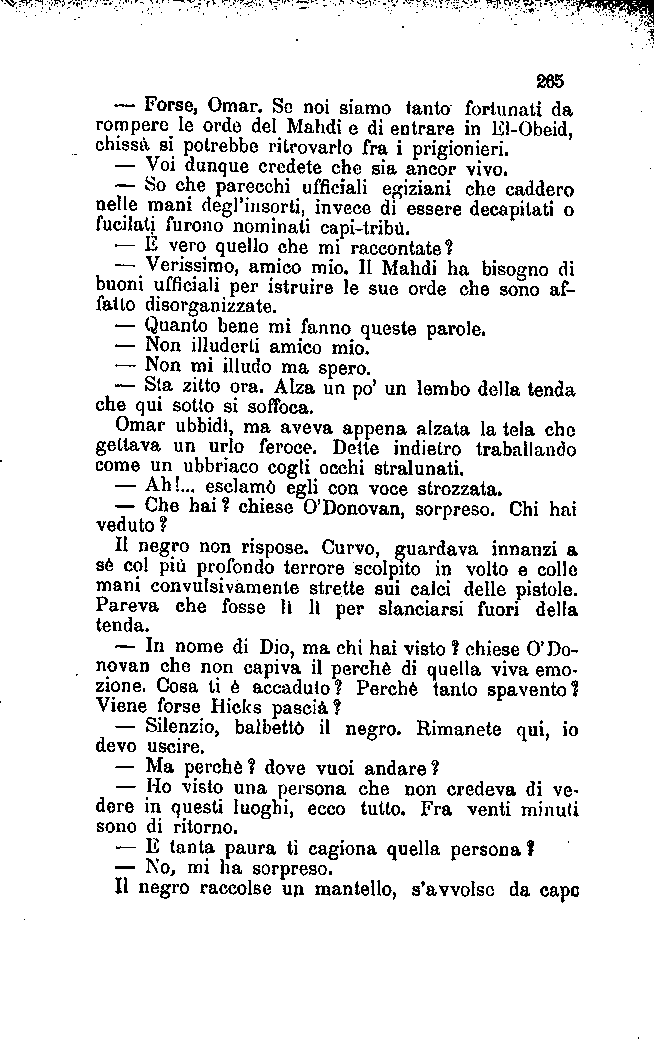 265
— Forse, Omar. Se noi siamo tanto fortunati da
rompere le orde del Mahdi e di entrare in El-Obeid,
chissà si potrebbe ritrovarlo fra i prigionieri.
— Voi dunque credete che sia ancor vivo.
— So che parecchi ufficiali egiziani che caddero
nelle mani degl'insorti, invece di essere decapitati o
fucilati furono nominati capi-tribù.
— È vero quello che mi raccontate?
— Verissimo, amico mio. Il Mahdi ha bisogno di
buoni ufficiali per istruire le sue orde che sono af-
fatto disorganizzate.
— Quanto bene mi fanno queste parole.
— Non illuderti amico mio.
— Non mi illudo ma spero.
— Sta zitto ora. Alza un po' un lembo della tenda
che qui sotto si soffoca.
Omar ubbidì, ma aveva appena alzata la tela che
gettava un urlo feroce. Dette indietro traballando
come un ubbriaco cogli occhi stralunati.
— Ah!... esclamò egli con voce strozzata.
— Che hai? chiese O'Donovan, sorpreso. Chi hai
veduto?
Il negro non rispose. Curvo, guardava innanzi a
sè col più profondo terrore scolpito in volto e colle
mani convulsivamente strette sui calci delle pistole.
Pareva che fosse lì lì per slanciarsi fuori della
tenda.
— In nome di Dio, ma chi hai visto? chiese O'Do-
novan che non capiva il perchè di quella viva emo-
zione. Cosa ti è accaduto? Perchè tanto spavento?
Viene forse Hicks pascià?
— Silenzio, balbettò il negro. Rimanete qui, io
devo uscire.
— Ma perchè? dove vuoi andare?
— Ho visto una persona che non credeva di ve-
dere in questi luoghi, ecco tutto. Fra venti minuti
sono di ritorno.
— E tanta paura ti cagiona quella persona?
— No, mi ha sorpreso.
Il negro raccolse un mantello, s'avvolse da capo